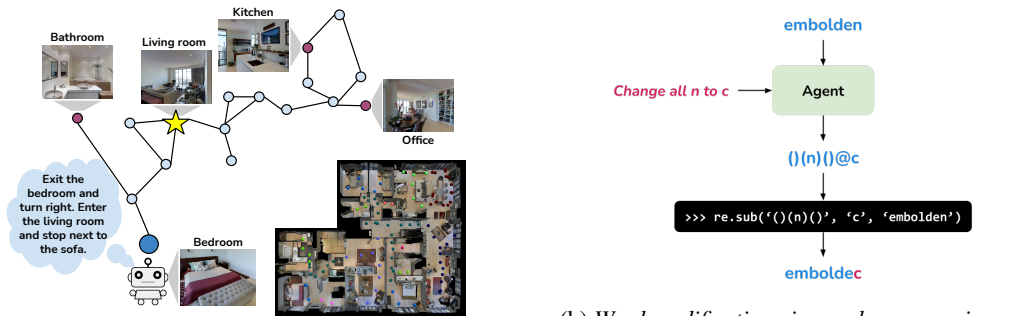 Kitchen
Bathroom
Living room
Office
Exit the
bedroom and
turn right. Enter
the living room
and stop next to
the sofa.
Bedroom
embolden
Change all n to c
Agent
()(n)()@c
>>> re.sub(‘()(n)()’, ‘c’, ‘embolden’)
emboldec